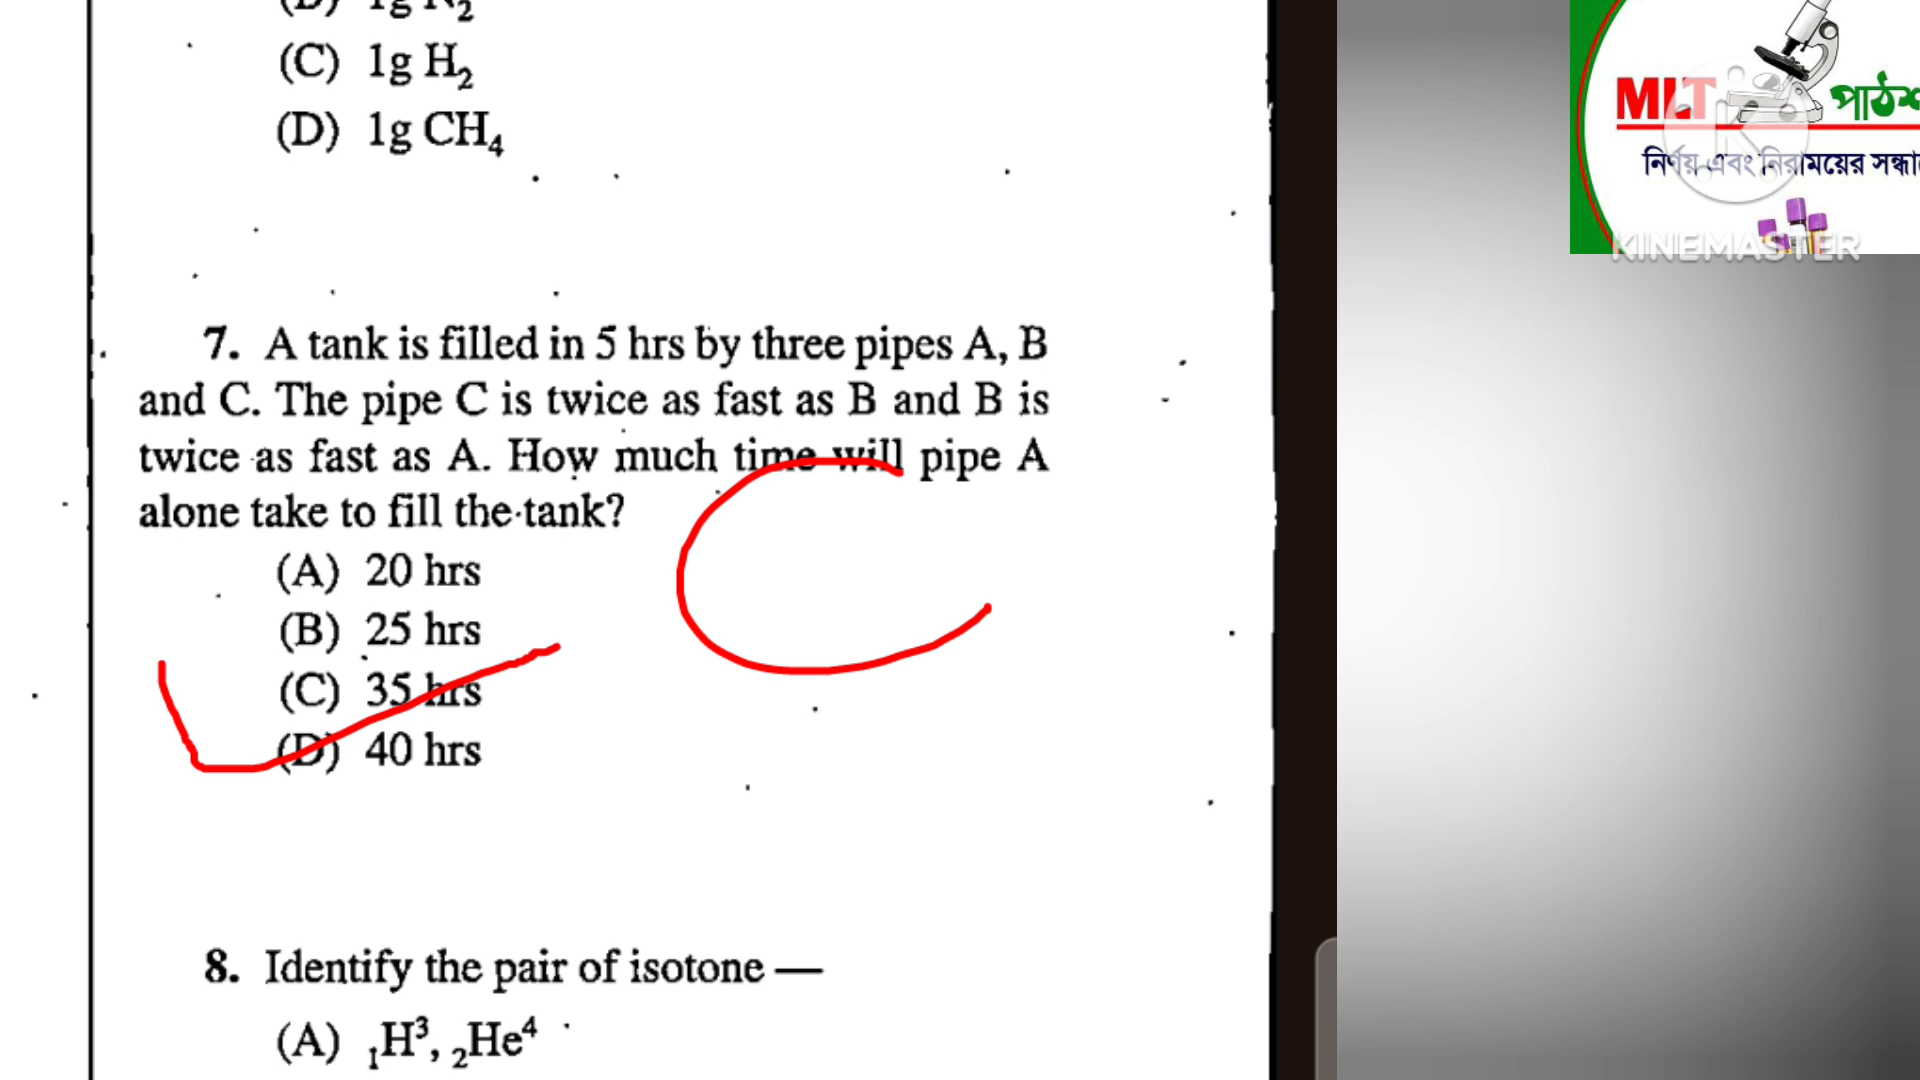 (C) 1g H₂
(D) 1g CH₄
7. A tank is filled in 5 hrs by three pipes A, B
and C. The pipe C is twice as fast as B and B is
twice as fast as A. How much time will pipe A
alone take to fill the tank?
(A) 20 hrs
(B) 25 hrs
(C) 35 hrs
(D) 40 hrs
8. Identify the pair of isotone —
(A) ₁H³, ₂He⁴
MLT
নির্ণয় এবং নিরাময়ের
KINEMASTER